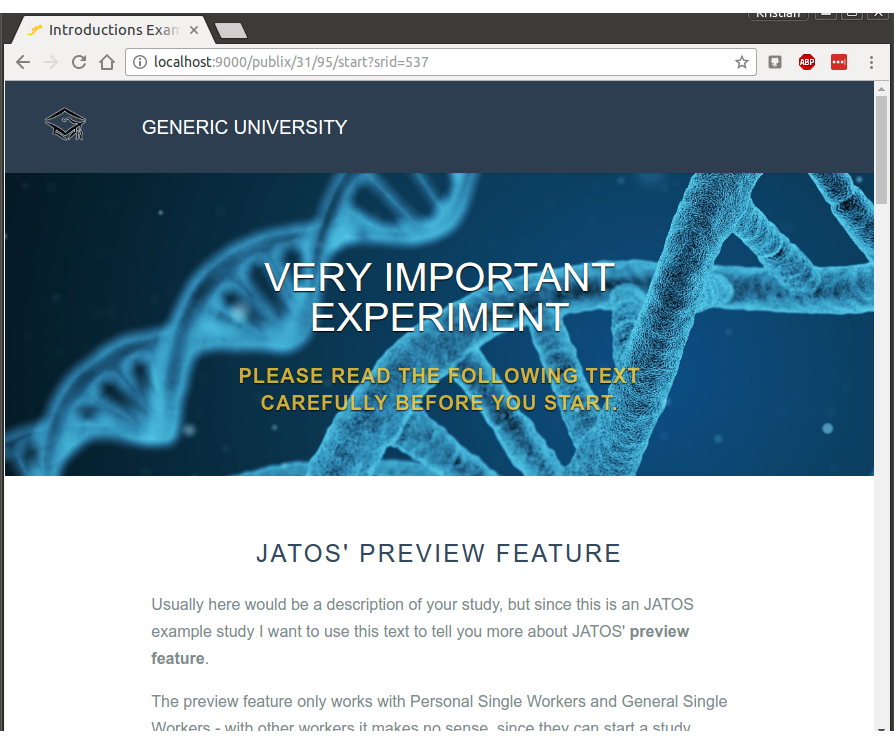 Kristian
Introductions Exam
localhost:9000/publix/31/95/start?srid=537
ABP
GENERIC UNIVERSITY
VERY IMPORTANT
EXPERIMENT
PLEASE READ THE FOLLOWING TEXT
CAREFULLY BEFORE YOU START.
JATOS' PREVIEW FEATURE
Usually here would be a description of your study, but since this is an JATOS
example study I want to use this text to tell you more about JATOS' preview
feature.
The preview feature only works with Personal Single Workers and General Single
Workers - with other workers it makes no sense, since they can start a study